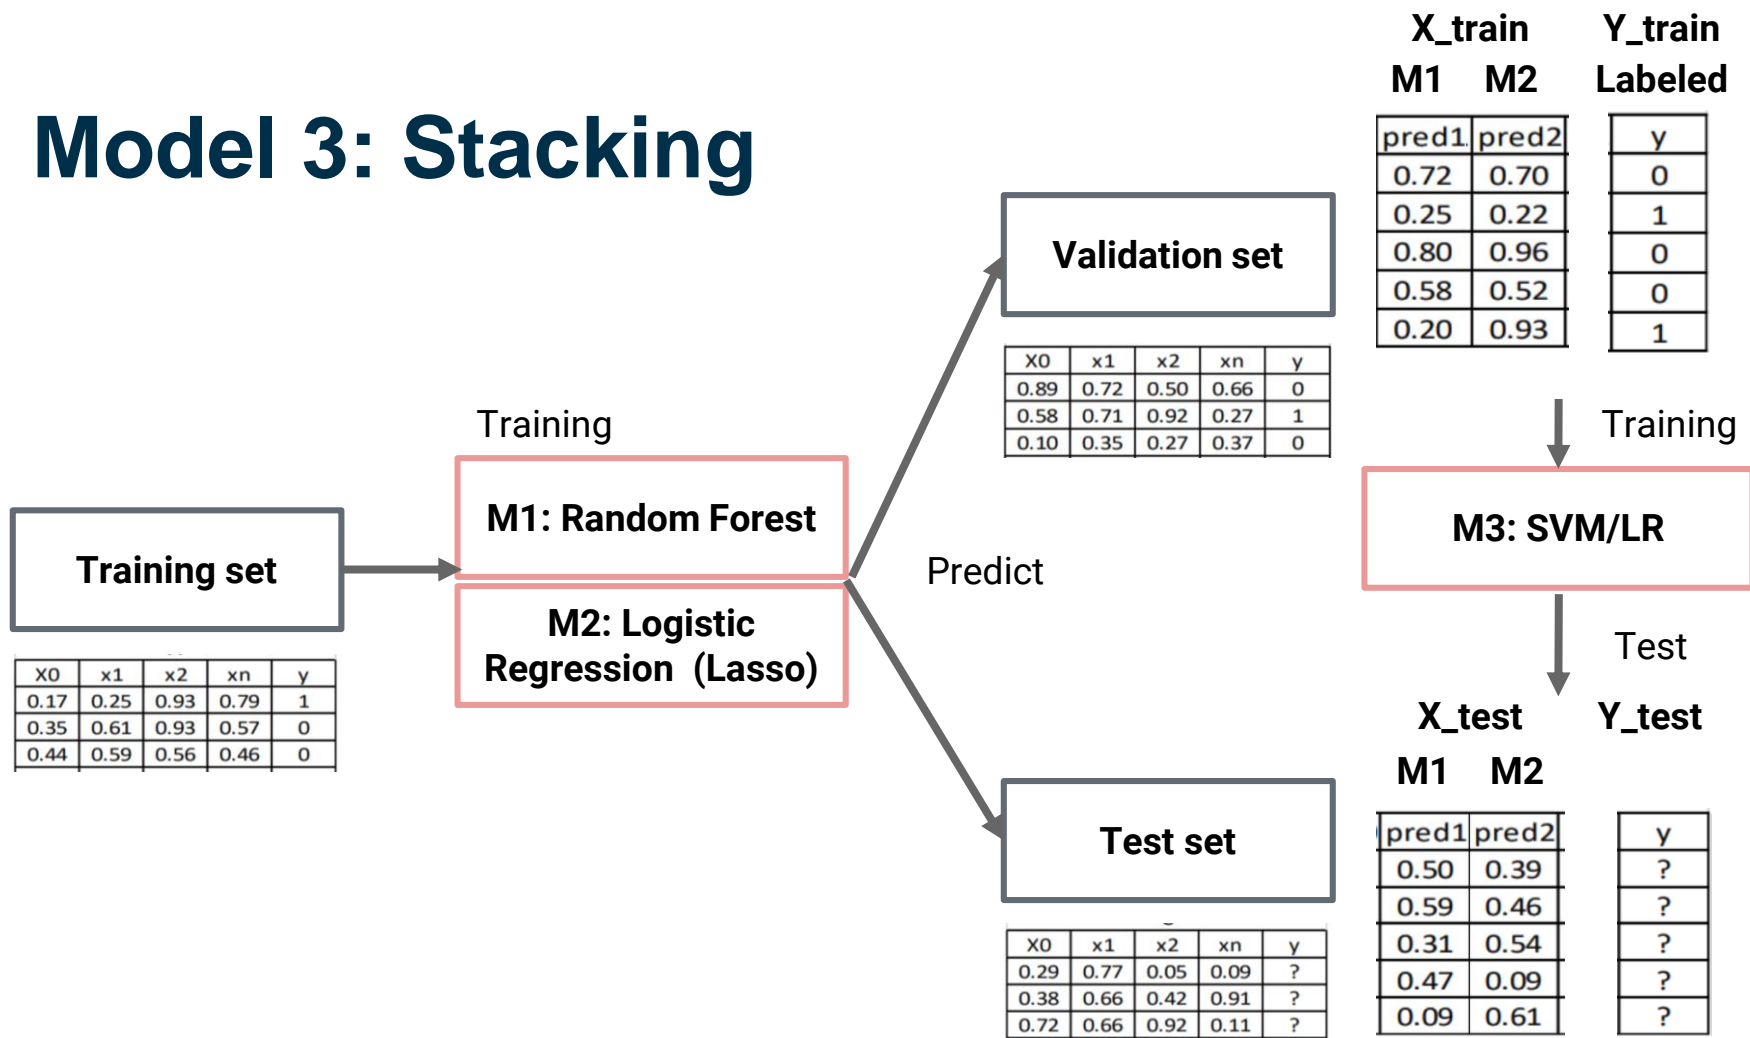 Model 3: Stacking
X_train Y_train
M1 M2 Labeled
pred1 pred2 y
0.72 0.70 0
0.25 0.22 1
0.80 0.96 0
0.58 0.52 0
0.20 0.93 1
Validation set
X0 x1 x2 xn y
0.89 0.72 0.50 0.66 0
0.58 0.71 0.92 0.27 1
0.10 0.35 0.27 0.37 0
Training
Training
M1: Random Forest
M2: Logistic
Regression (Lasso)
Training set
X0 x1 x2 xn y
0.17 0.25 0.93 0.79 1
0.35 0.61 0.93 0.57 0
0.44 0.59 0.56 0.46 0
Predict
M3: SVM/LR
Test
X_test Y_test
M1 M2
pred1 pred2 y
0.50 0.39 ?
0.59 0.46 ?
0.31 0.54 ?
0.47 0.09 ?
0.09 0.61 ?
Test set
X0 x1 x2 xn y
0.29 0.77 0.05 0.09 ?
0.38 0.66 0.42 0.91 ?
0.72 0.66 0.92 0.11 ?